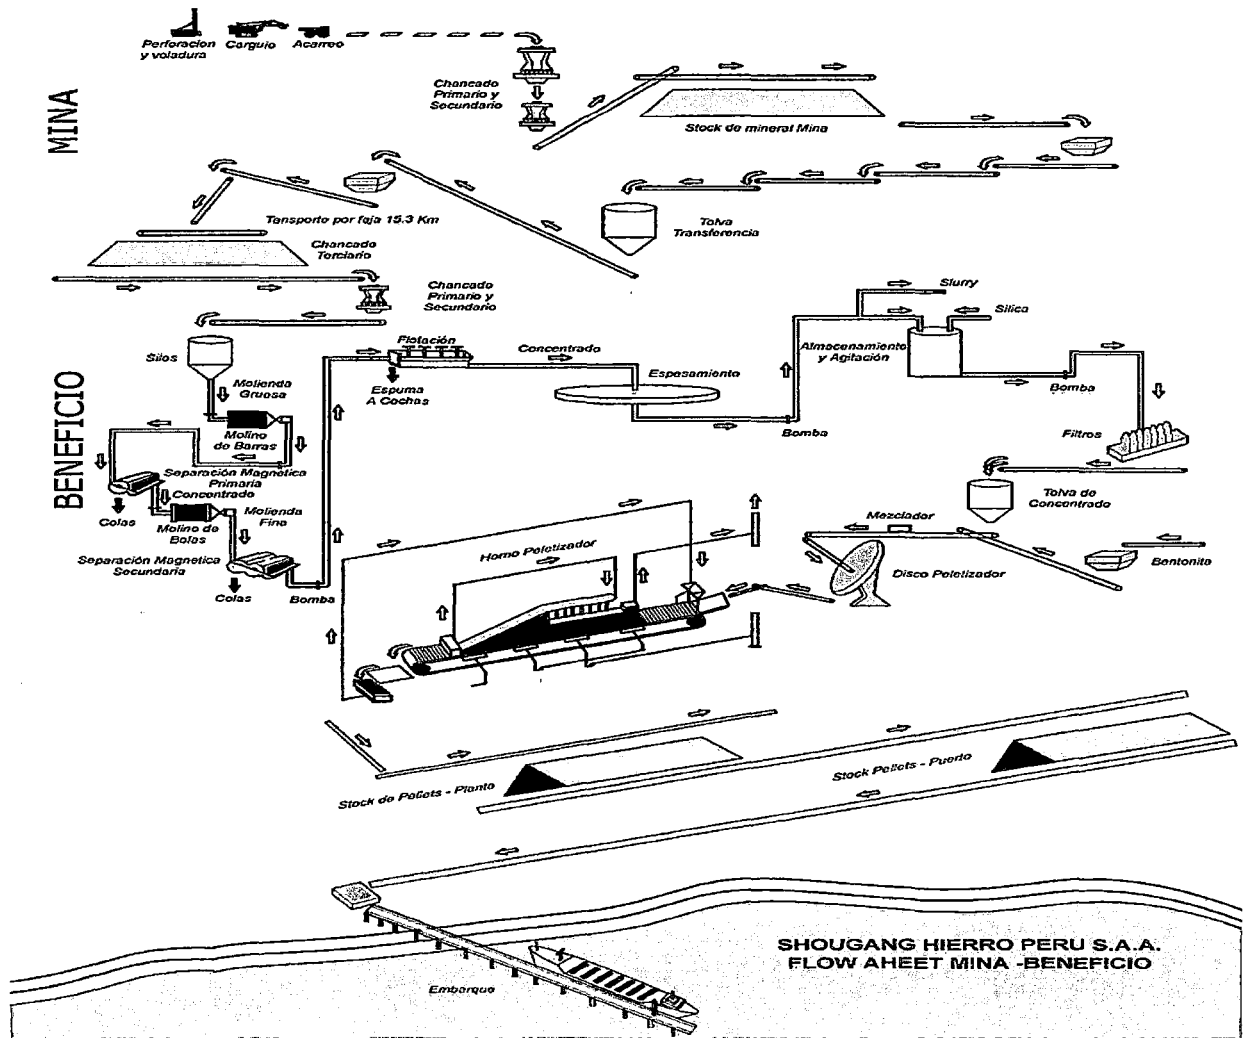 Perforacion
y voladura
Carguio
Acarreo
MINA
Chancado
Primario y
Secundario
Stock de mineral Mina
Tansporto por faja 15.3 Km
Tolva
Transferencia
Chancado
Terciario
Chancado
Primario y
Secundario
Slurry
Silica
Silos
Flotación
Concentrado
Almacenamiento
y Agitación
Espesamiento
Espuma
A Cochas
Molienda
Gruesa
Bomba
Bomba
Filtros
BENEFICIO
Molino
de Barras
Separación Magnetica
Primaria
Concentrado
Colas
Molino de
Bolas
Molienda
Fina
Tolva de
Concentrado
Mezclador
Separación Magnetica
Secundaria
Colas
Bomba
Horno Peletizador
Disco Peletizador
Bentonita
Stock de Pellets - Planta
Stock Pellets - Puerto
SHOUGANG HIERRO PERU S.A.A.
FLOW AHEET MINA -BENEFICIO
Embarque